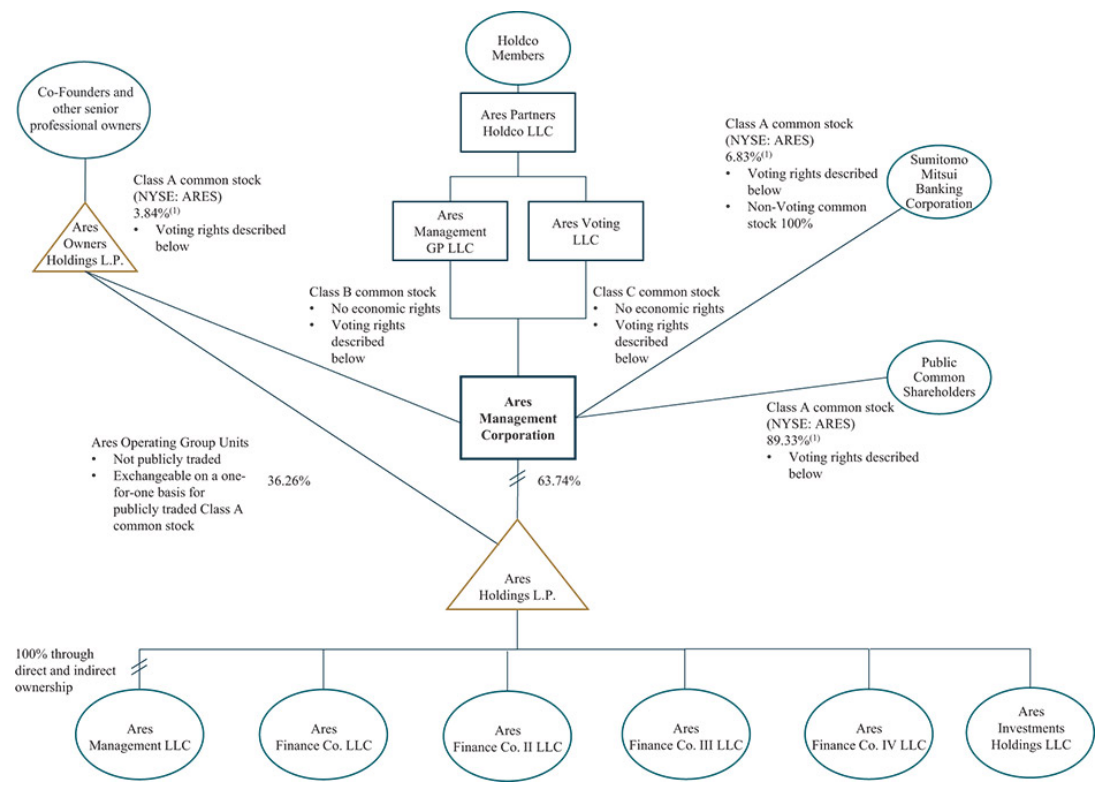 Holdco
Members
Co-Founders and
other senior
professional owners
Ares Partners
Holdco LLC
Class A common stock
(NYSE: ARES)
6.83%(1)
• Voting rights described
below
• Non-Voting common
stock 100%
Sumitomo
Mitsui
Banking
Corporation
Class A common stock
(NYSE: ARES)
3.84%(1)
• Voting rights described
below
Ares
Owners
Holdings L.P.
Ares
Management
GP LLC
Ares Voting
LLC
Class B common stock
• No economic rights
• Voting rights
described
below
Class C common stock
• No economic rights
• Voting rights
described
below
Public
Common
Shareholders
Ares
Management
Corporation
Class A common stock
(NYSE: ARES)
89.33%(1)
• Voting rights described
below
Ares Operating Group Units
• Not publicly traded
• Exchangeable on a one-
for-one basis for
publicly traded Class A
common stock
36.26%
63.74%
Ares
Holdings L.P.
100% through
direct and indirect
ownership
Ares
Management LLC
Ares
Finance Co. LLC
Ares
Finance Co. II LLC
Ares
Finance Co. III LLC
Ares
Finance Co. IV LLC
Ares
Investments
Holdings LLC